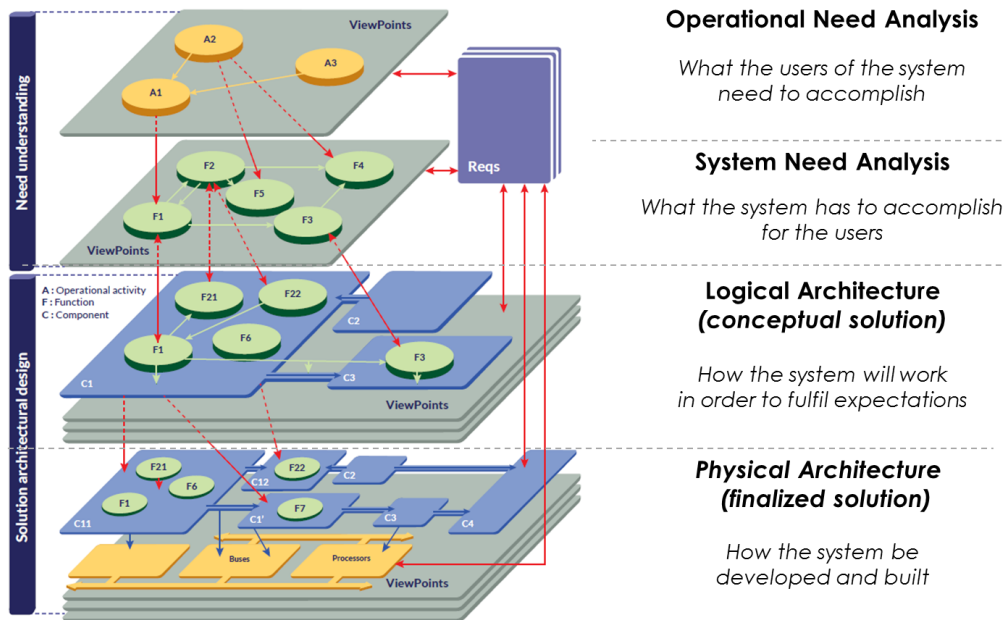 Need understanding
ViewPoints
A2
A3
A1
Reqs
F2
F4
F5
F1
F3
ViewPoints
Operational Need Analysis
What the users of the system
need to accomplish
System Need Analysis
What the system has to accomplish
for the users
Solution architectural design
A : Operational activity
F : Function
C : Component
F21
F22
C2
F6
F1
F3
C1
C3
ViewPoints
Logical Architecture
(conceptual solution)
How the system will work
in order to fulfil expectations
F21
F22
C2
F6
C12
F1
F7
C3
C4
C11
C1'
Buses
Processors
ViewPoints
Physical Architecture
(finalized solution)
How the system be
developed and built